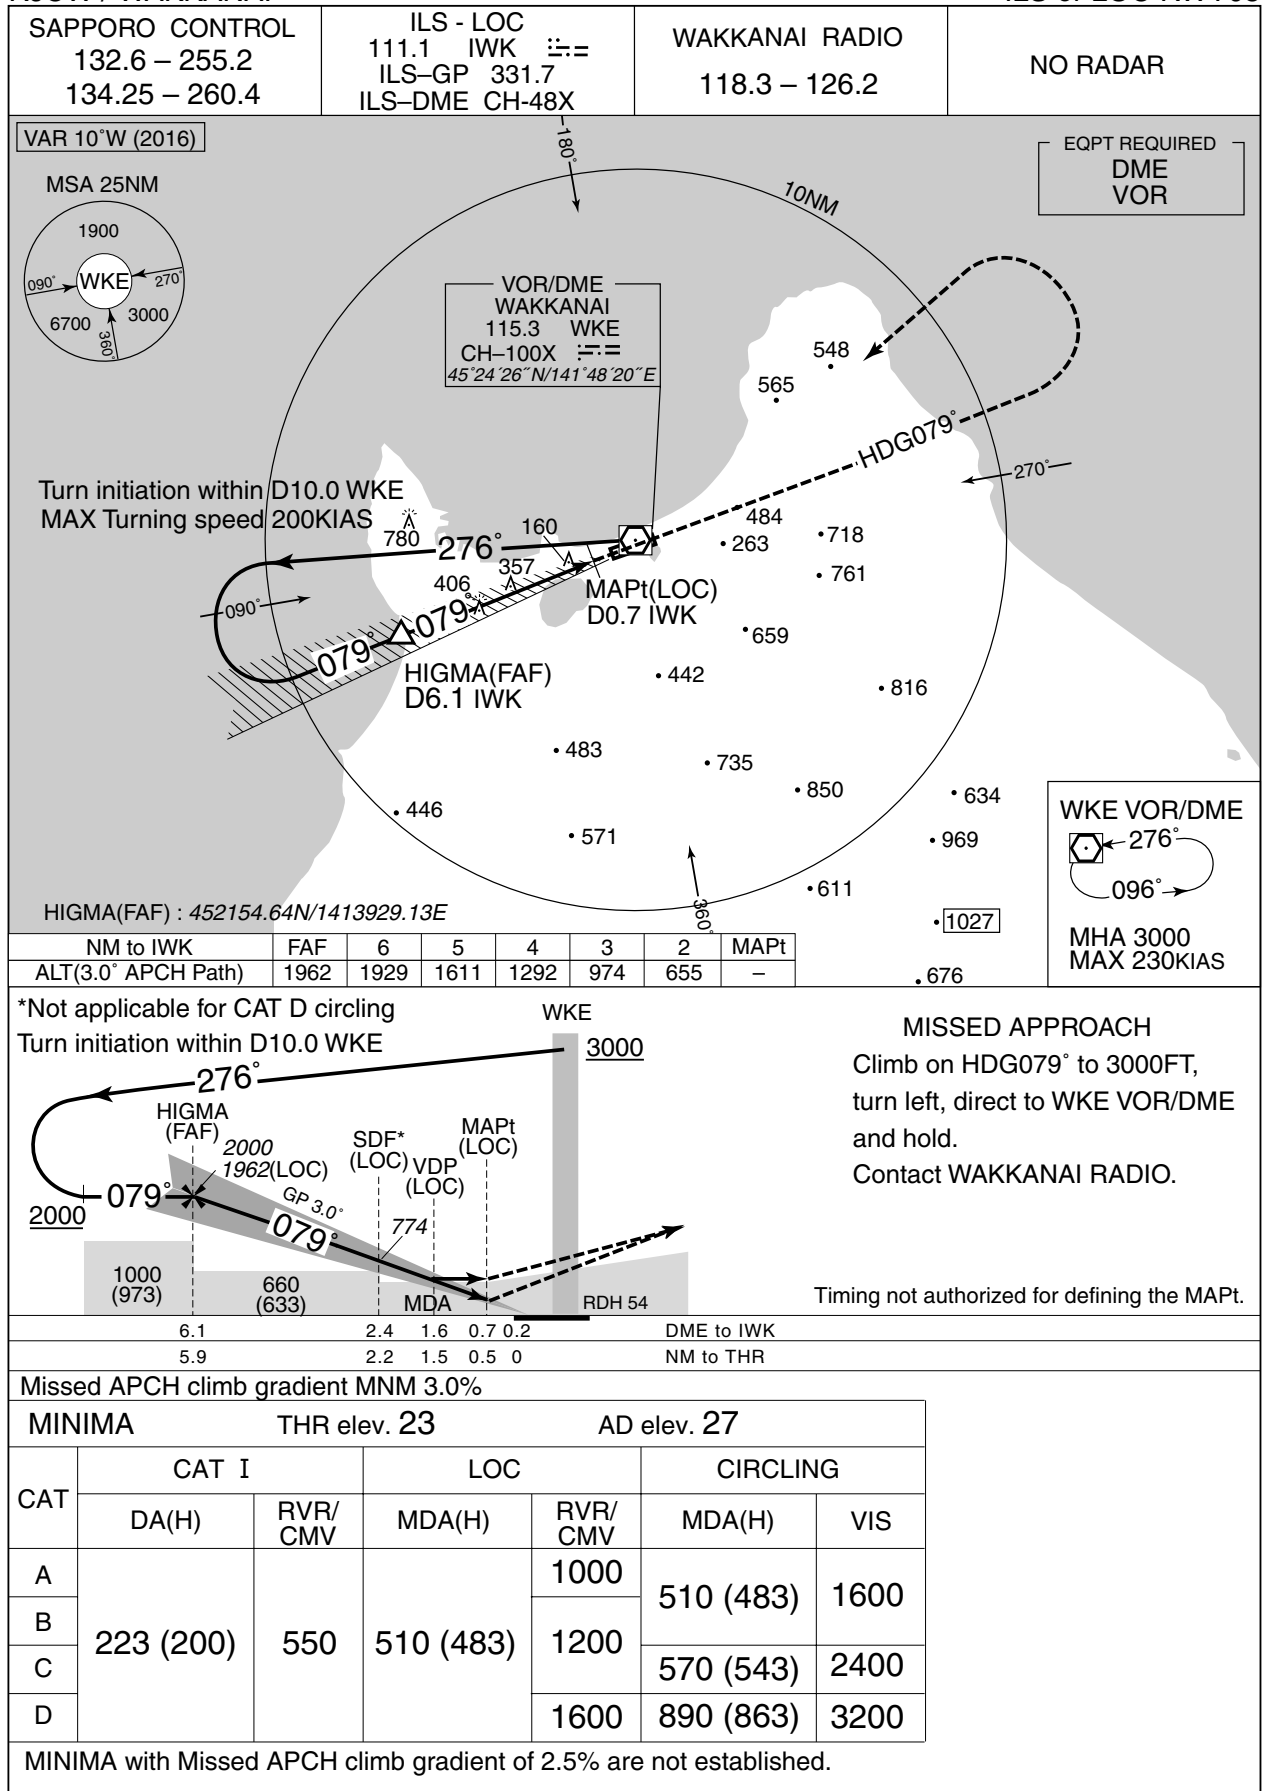 SAPPORO CONTROL
132.6 – 255.2
134.25 – 260.4
ILS - LOC
111.1 IWK
ILS–GP 331.7
ILS–DME CH-48X
WAKKANAI RADIO
118.3 – 126.2
NO RADAR
VAR 10˚W (2016)
MSA 25NM
1900
090˚
WKE
270˚
6700
3000
360˚
180˚
10NM
EQPT REQUIRED
DME
VOR
VOR/DME
WAKKANAI
115.3 WKE
CH–100X
45˚24´26˝N/141˚48´20˝E
548
565
HDG079˚
270˚
Turn initiation within D10.0 WKE
MAX Turning speed 200KIAS
780
276˚
160
484
263
718
357
406
761
090˚
079˚
079˚
MAPt(LOC)
D0.7 IWK
659
HIGMA(FAF)
D6.1 IWK
442
816
483
735
850
634
446
571
969
611
360˚
1027
676
WKE VOR/DME
276˚
096˚
MHA 3000
MAX 230KIAS
HIGMA(FAF) : 452154.64N/1413929.13E
NM to IWK FAF 6 5 4 3 2 MAPt
ALT(3.0˚ APCH Path) 1962 1929 1611 1292 974 655 –
*Not applicable for CAT D circling
Turn initiation within D10.0 WKE
WKE
3000
276˚
HIGMA
(FAF)
2000
1962(LOC)
SDF*
(LOC)
VDP
(LOC)
MAPt
(LOC)
079˚
2000
GP 3.0˚
079˚
774
1000
(973)
660
(633)
MDA
RDH 54
MISSED APPROACH
Climb on HDG079˚ to 3000FT,
turn left, direct to WKE VOR/DME
and hold.
Contact WAKKANAI RADIO.
Timing not authorized for defining the MAPt.
6.1 2.4 1.6 0.7 0.2 DME to IWK
5.9 2.2 1.5 0.5 0 NM to THR
Missed APCH climb gradient MNM 3.0%
MINIMA THR elev. 23 AD elev. 27
CAT
CAT I LOC CIRCLING
DA(H) RVR/CMV MDA(H) RVR/CMV MDA(H) VIS
A
B
C
D
223 (200)
550
510 (483)
1000
1200
1600
510 (483) 1600
570 (543) 2400
890 (863) 3200
MINIMA with Missed APCH climb gradient of 2.5% are not established.